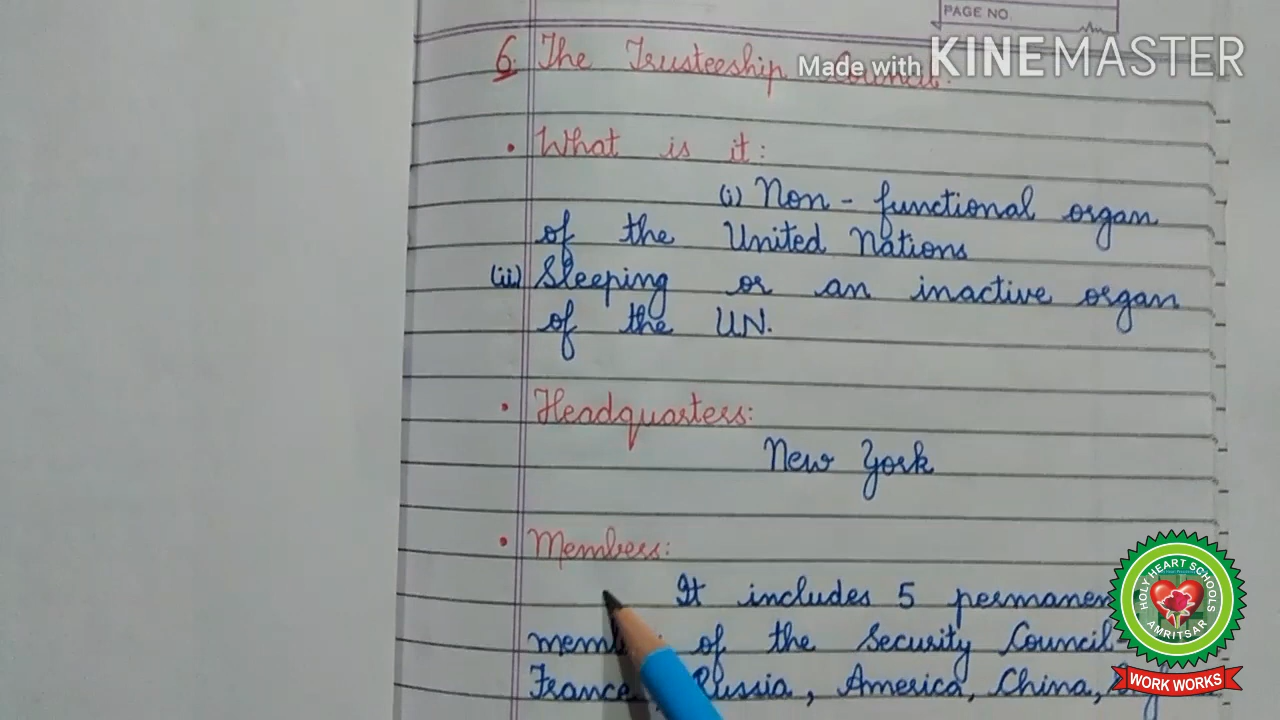 PAGE NO.
Made with KINEMASTER
6. The Trusteeship Council.
• What is it:
(i) Non - functional organ
of the United Nations
(ii) Sleeping or an inactive organ
of the UN.
• Headquarters:
New York
• Members:
It includes 5
of the Security Council
France, Russia, America, China,
HOLY HEART SCHOOLS
AMRITSAR
WORK WORKS